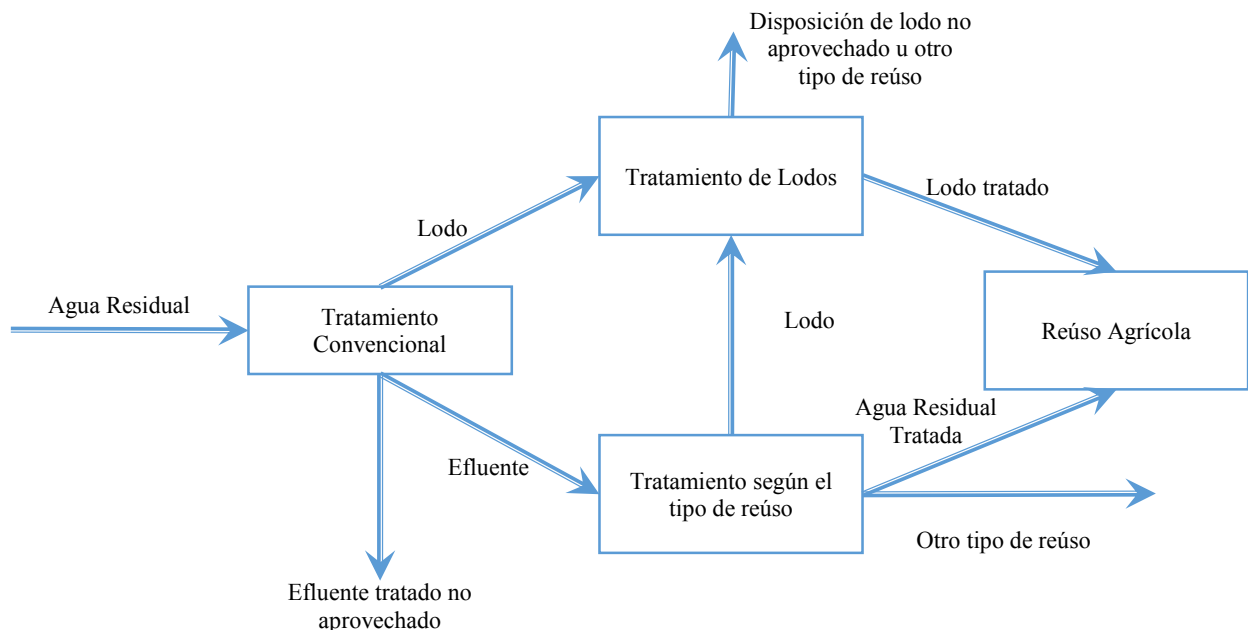 Disposición de lodo no
aprovechado u otro
tipo de reúso
Tratamiento de Lodos
Lodo tratado
Lodo
Agua Residual
Tratamiento
Convencional
Lodo
Reúso Agrícola
Agua Residual
Tratada
Efluente
Tratamiento según el
tipo de reúso
Otro tipo de reúso
Efluente tratado no
aprovechado